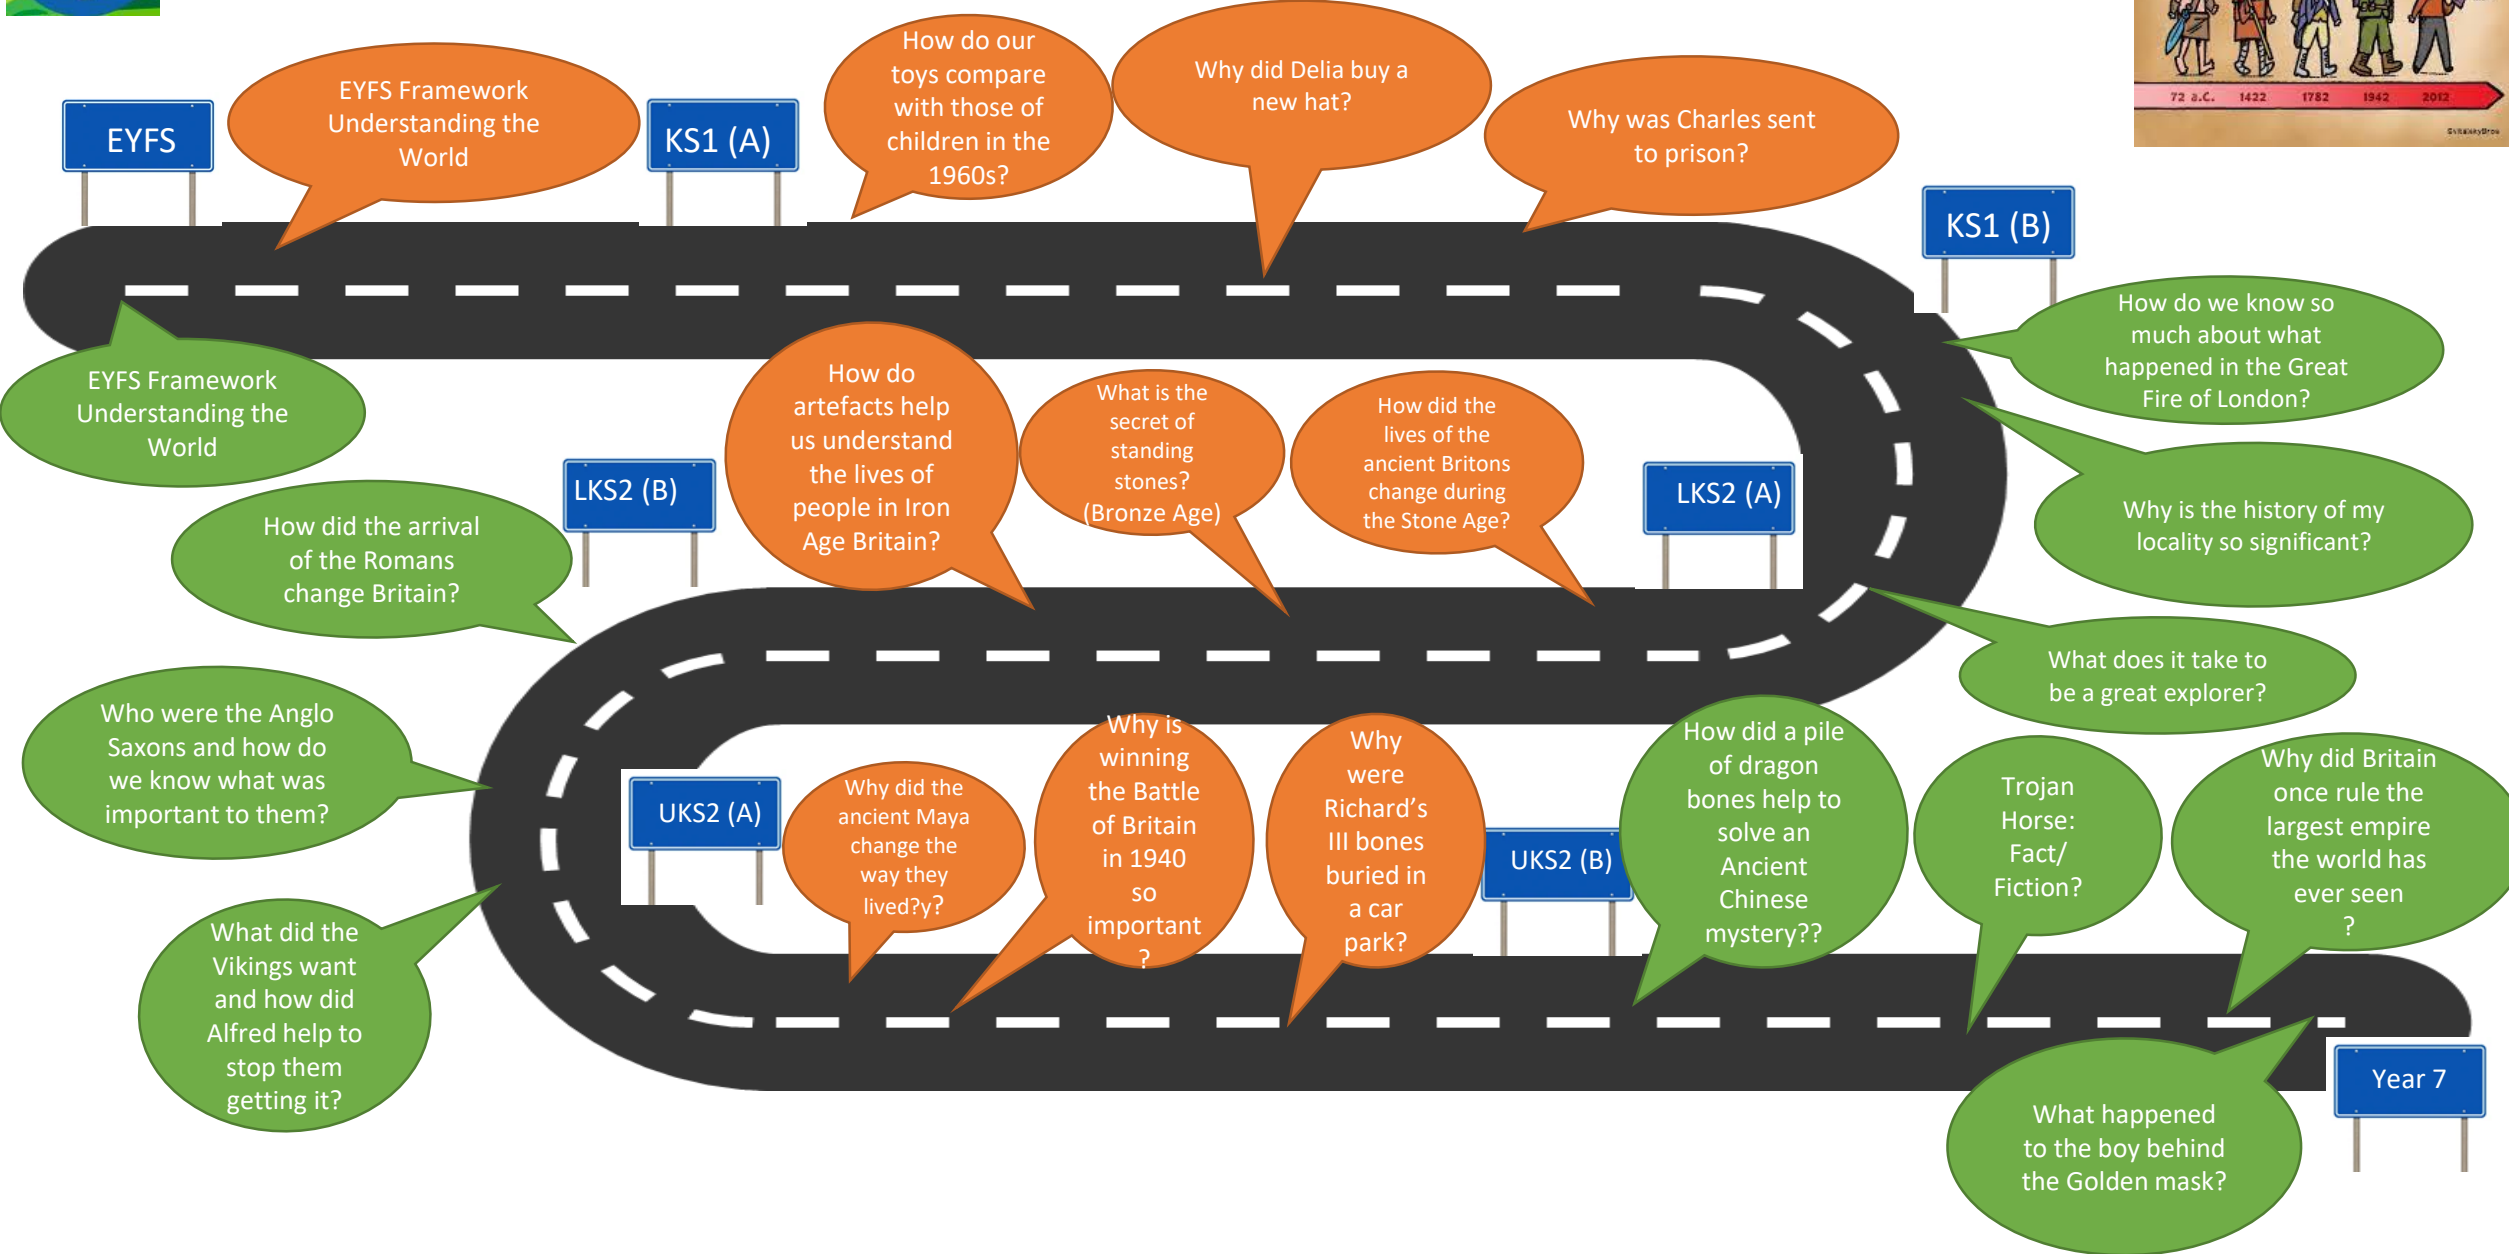 EYFS
EYFS Framework
Understanding the
World
KS1 (A)
How do our
toys compare
with those of
children in the
1960s?
Why did Delia buy a
new hat?
Why was Charles sent
to prison?
72 a.C.
1422
1782
1942
2012
KS1 (B)
EYFS Framework
Understanding the
World
How do we know so
much about what
happened in the Great
Fire of London?
Why is the history of my
locality so significant?
What does it take to
be a great explorer?
LKS2 (A)
How did the
lives of the
ancient Britons
change during
the Stone Age?
What is the
secret of
standing
stones?
(Bronze Age)
How do
artefacts help
us understand
the lives of
people in Iron
Age Britain?
LKS2 (B)
How did the arrival
of the Romans
change Britain?
Who were the Anglo
Saxons and how do
we know what was
important to them?
What did the
Vikings want
and how did
Alfred help to
stop them
getting it?
UKS2 (A)
Why did the
ancient Maya
change the
way they
lived?y?
Why is
winning
the Battle
of Britain
in 1940
so
important
?
Why
were
Richard’s
III bones
buried in
a car
park?
UKS2 (B)
How did a pile
of dragon
bones help to
solve an
Ancient
Chinese
mystery??
Trojan
Horse:
Fact/
Fiction?
Why did Britain
once rule the
largest empire
the world has
ever seen
?
What happened
to the boy behind
the Golden mask?
Year 7